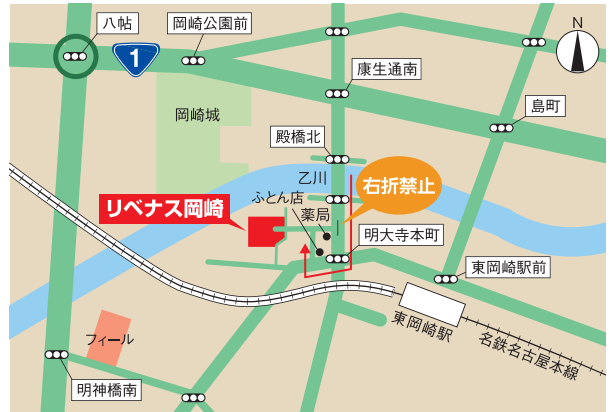 八帖
岡崎公園前
N
1
康生通南
岡崎城
島町
殿橋北
乙川
右折禁止
ふとん店
リベナス岡崎
薬局
明大寺本町
東岡崎駅前
東岡崎駅
名鉄名古屋本線
フィール
明神橋南